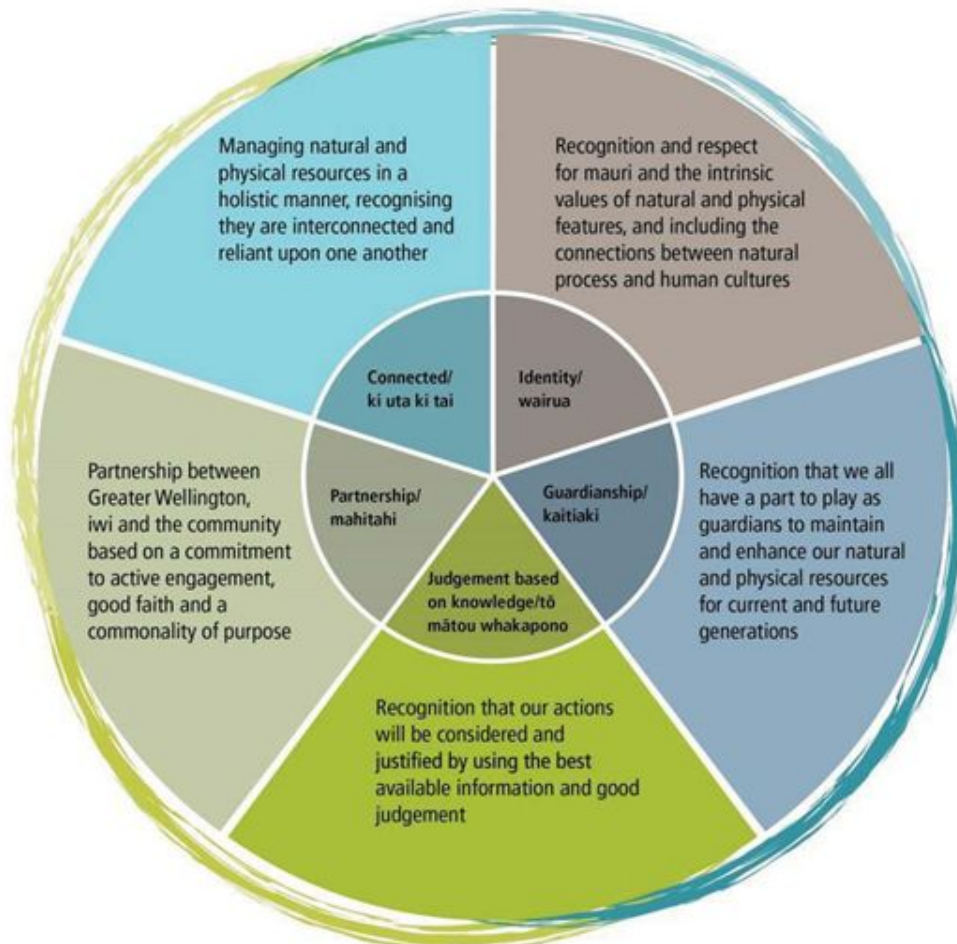 Managing natural and
physical resources in a
holistic manner, recognising
they are interconnected and
reliant upon one another
Recognition and respect
for mauri and the intrinsic
values of natural and physical
features, and including the
connections between natural
process and human cultures
Connected/
ki uta ki tai
Identity/
wairua
Partnership between
Greater Wellington,
iwi and the community
based on a commitment
to active engagement,
good faith and a
commonality of purpose
Partnership/
mahitahi
Guardianship/
kaitiaki
Recognition that we all
have a part to play as
guardians to maintain
and enhance our natural
and physical resources
for current and future
generations
Judgement based
on knowledge/tō
mātou whakapono
Recognition that our actions
will be considered and
justified by using the best
available information and good
judgement